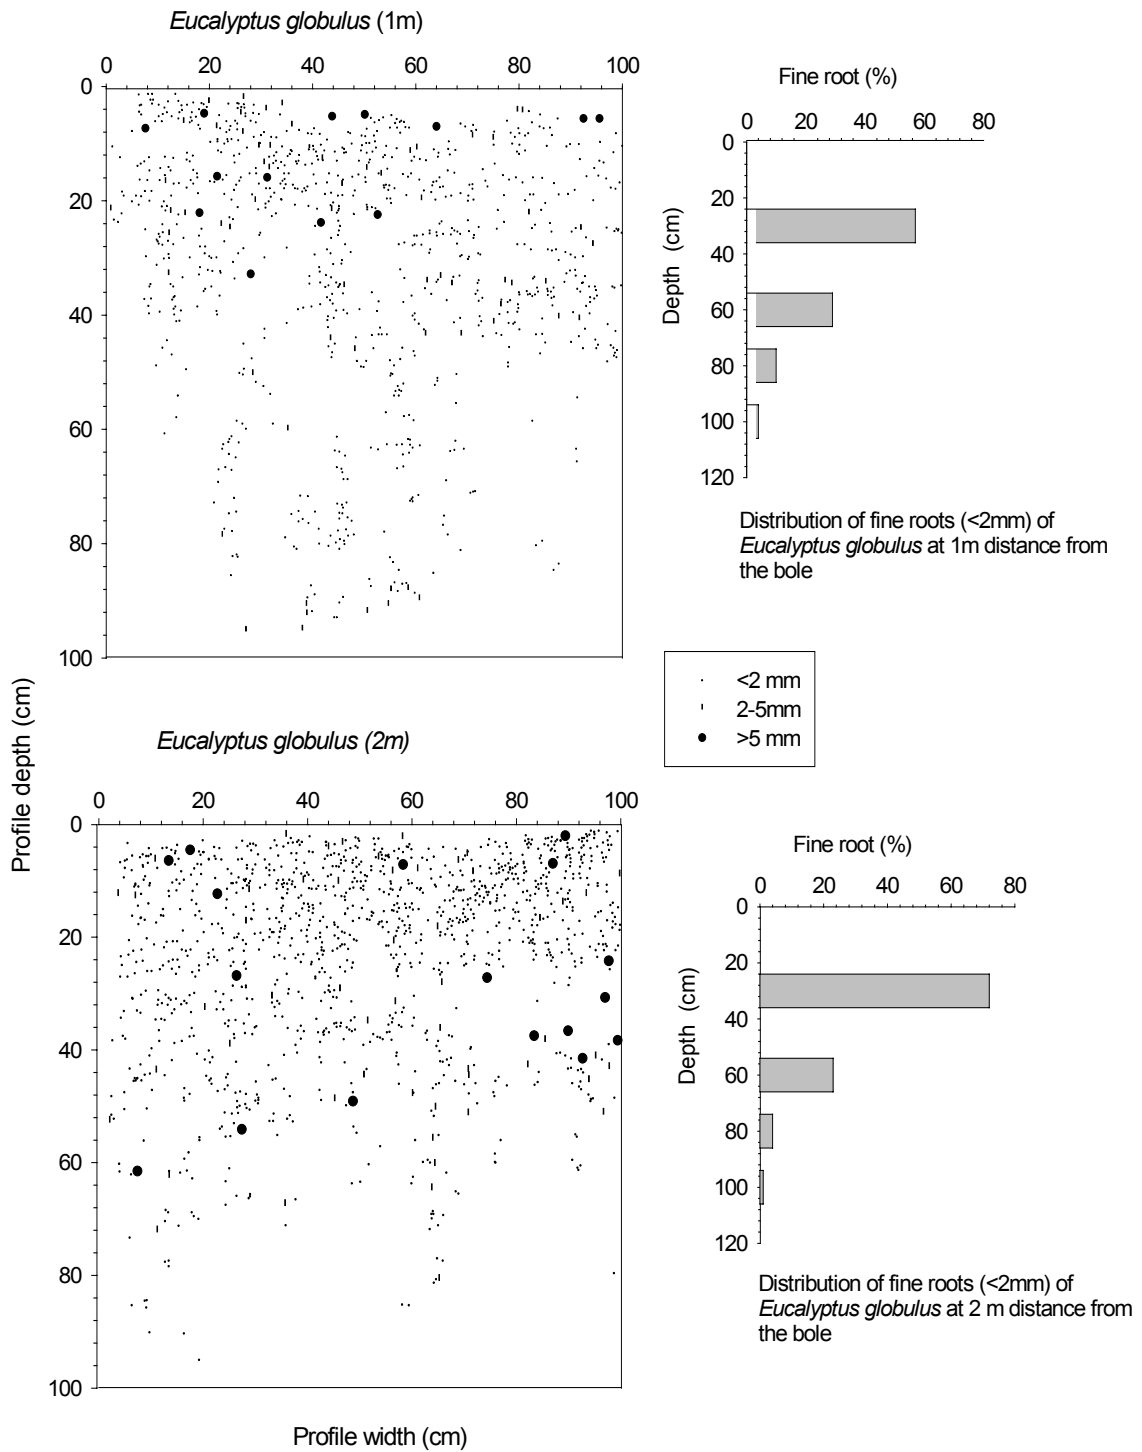 Eucalyptus globulus (1m)
0 20 40 60 80 100
0
20
40
60
80
100
Fine root (%)
0 20 40 60 80
0
20
40
60
80
100
120
Depth (cm)
Distribution of fine roots (<2mm) of
Eucalyptus globulus at 1m distance from
the bole
<2 mm
2-5mm
>5 mm
Profile depth (cm)
Eucalyptus globulus (2m)
0 20 40 60 80 100
0
20
40
60
80
100
Profile width (cm)
Fine root (%)
0 20 40 60 80
0
20
40
60
80
100
120
Depth (cm)
Distribution of fine roots (<2mm) of
Eucalyptus globulus at 2 m distance from
the bole